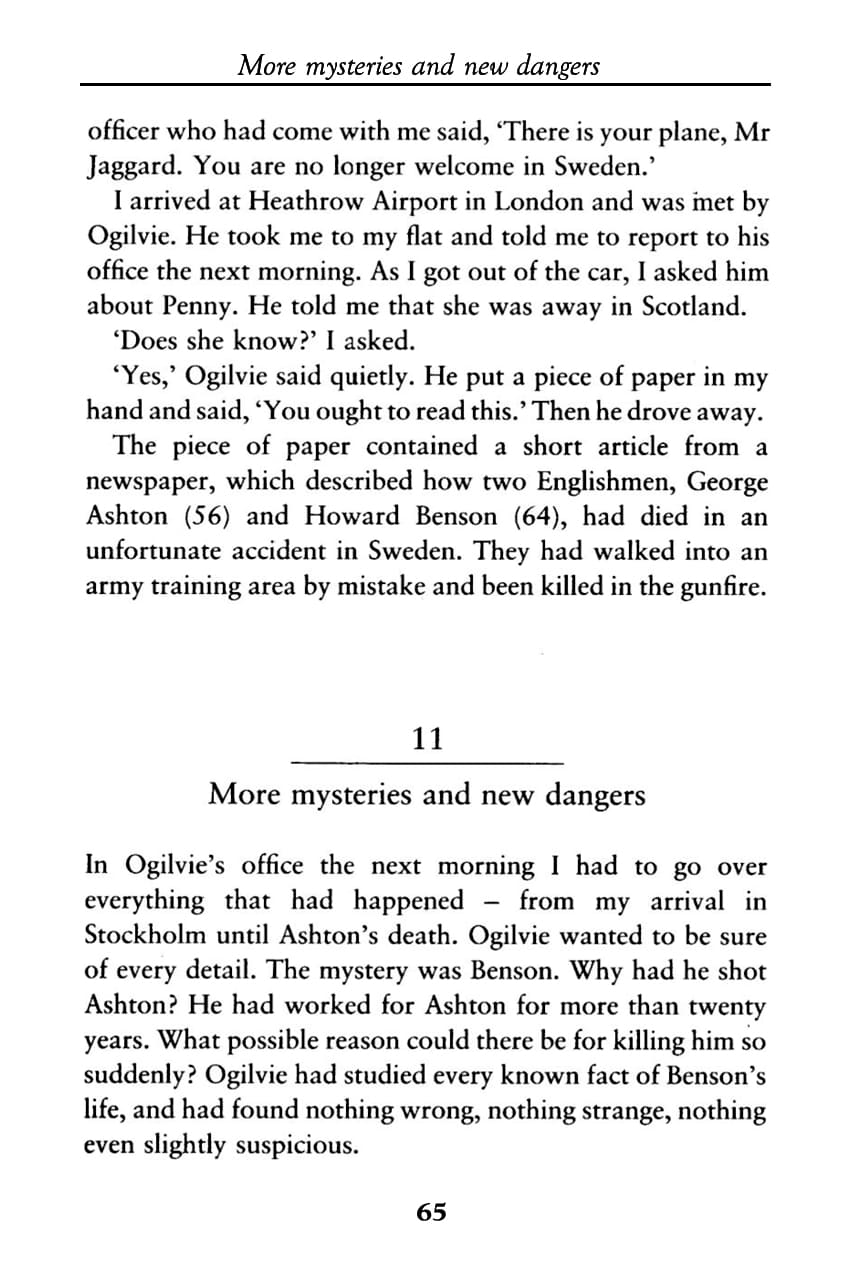 More mysteries and new dangers
officer who had come with me said, ‘There is your plane, Mr
Jaggard. You are no longer welcome in Sweden.’
I arrived at Heathrow Airport in London and was met by
Ogilvie. He took me to my flat and told me to report to his
office the next morning. As I got out of the car, I asked him
about Penny. He told me that she was away in Scotland.
‘Does she know?’ I asked.
‘Yes,’ Ogilvie said quietly. He put a piece of paper in my
hand and said, ‘You ought to read this.’ Then he drove away.
The piece of paper contained a short article from a
newspaper, which described how two Englishmen, George
Ashton (56) and Howard Benson (64), had died in an
unfortunate accident in Sweden. They had walked into an
army training area by mistake and been killed in the gunfire.
11
More mysteries and new dangers
In Ogilvie’s office the next morning I had to go over
everything that had happened – from my arrival in
Stockholm until Ashton’s death. Ogilvie wanted to be sure
of every detail. The mystery was Benson. Why had he shot
Ashton? He had worked for Ashton for more than twenty
years. What possible reason could there be for killing him so
suddenly? Ogilvie had studied every known fact of Benson’s
life, and had found nothing wrong, nothing strange, nothing
even slightly suspicious.
65